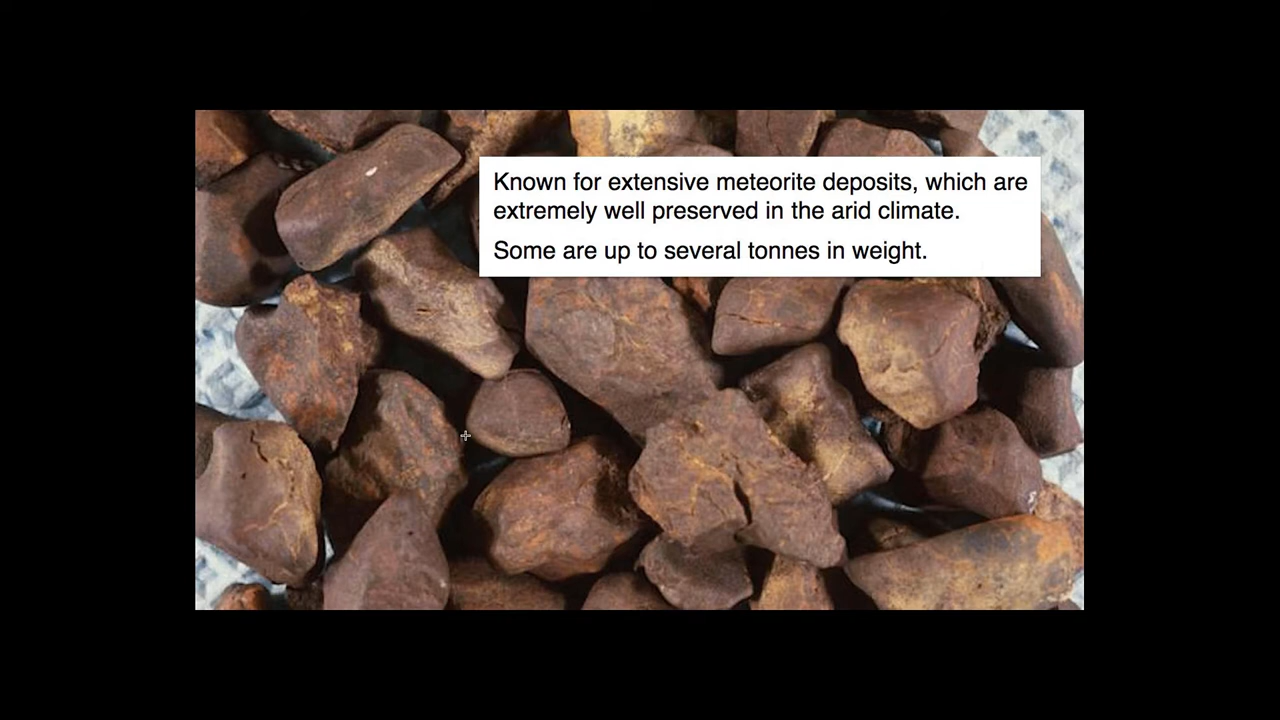 Known for extensive meteorite deposits, which are
extremely well preserved in the arid climate.
Some are up to several tonnes in weight.